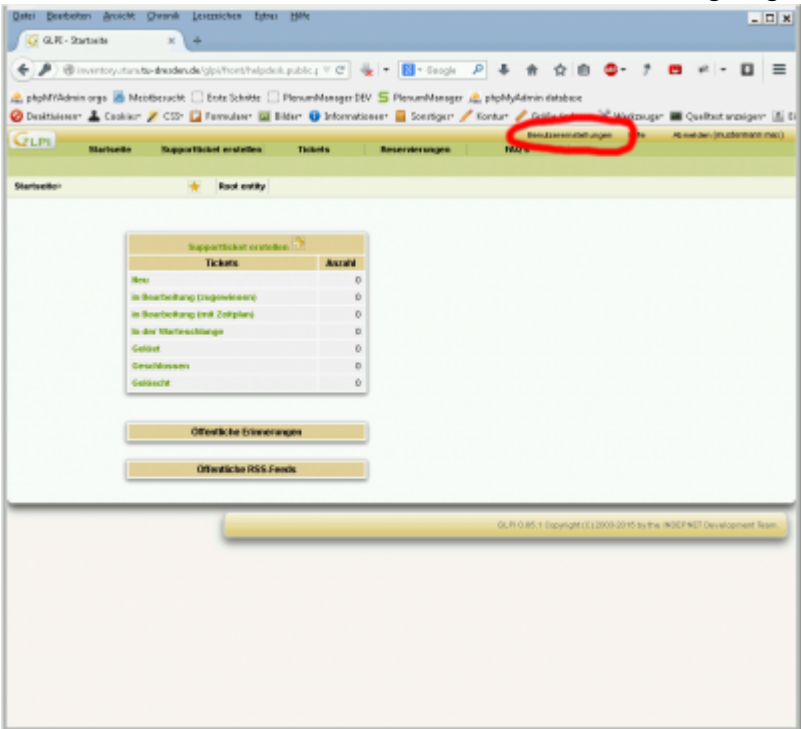 Datei Bearbeiten Ansicht Chronik Lesezeichen Extras Hilfe
GLPI - Startseite
inventory.stura.tu-dresden.de/glpi/front/helpdesk.public.p
Google
phpMYAdmin orga Meistbesucht Erste Schritte PlenumManager DEV PlenumManager phpMyAdmin database
Deaktivieren Cookies CSS Formulare Bilder Informationen Sonstiges Kontur Werkzeuge Quelltext anzeigen
GLPI
Benutzereinstellungen Abmelden (mustermann max)
Startseite Supportticket erstellen Tickets Reservierungen FAQ's
Startseite> Root entity
Supportticket erstellen
Tickets Anzahl
Neu 0
in Bearbeitung (zugewiesen) 0
in Bearbeitung (mit Zeitplan) 0
In der Warteschlange 0
Gelöst 0
Geschlossen 0
Gelöscht 0
Öffentliche Erinnerungen
Öffentliche RSS-Feeds
GLPI 0.85.1 Copyright (C) 2003-2015 by the INDEPNET Development Team.